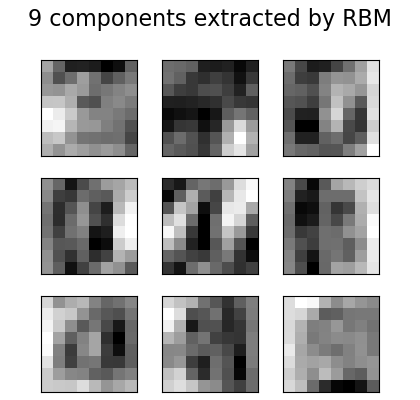 9 components extracted by RBM